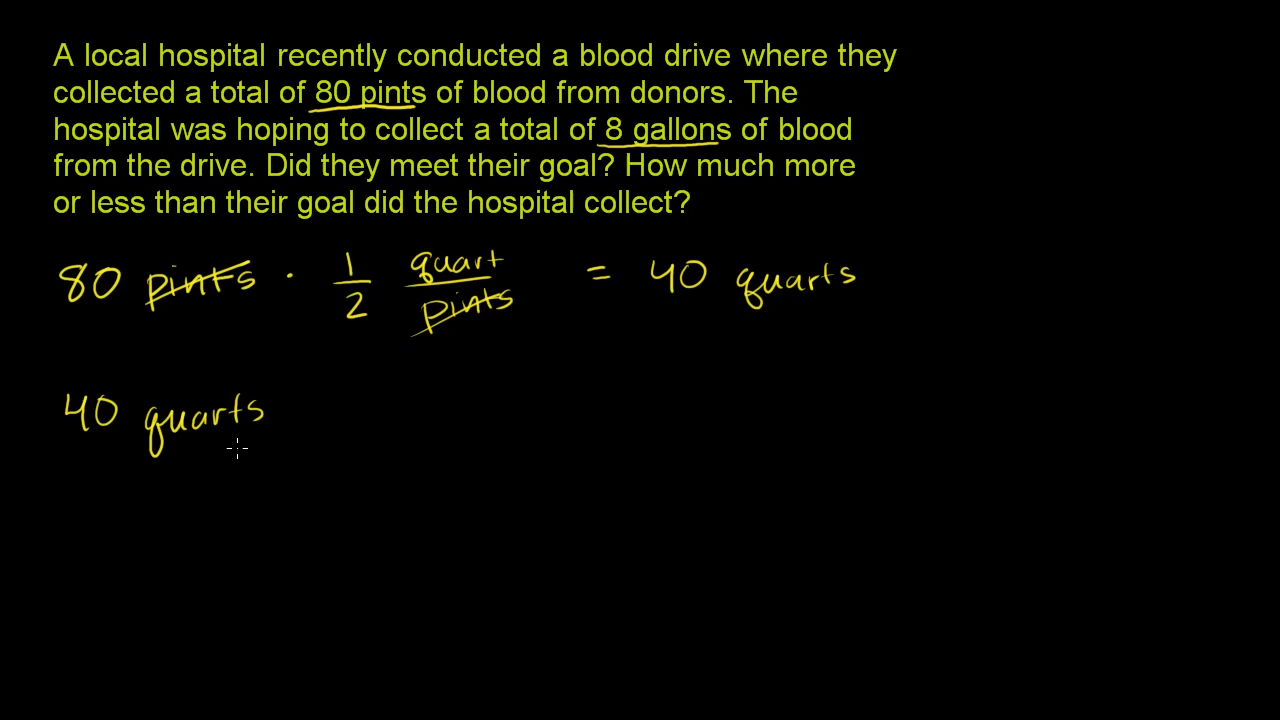 A local hospital recently conducted a blood drive where they
collected a total of 80 pints of blood from donors. The
hospital was hoping to collect a total of 8 gallons of blood
from the drive. Did they meet their goal? How much more
or less than their goal did the hospital collect?
80 pints · 1/2 quart/pints = 40 quarts
40 quarts